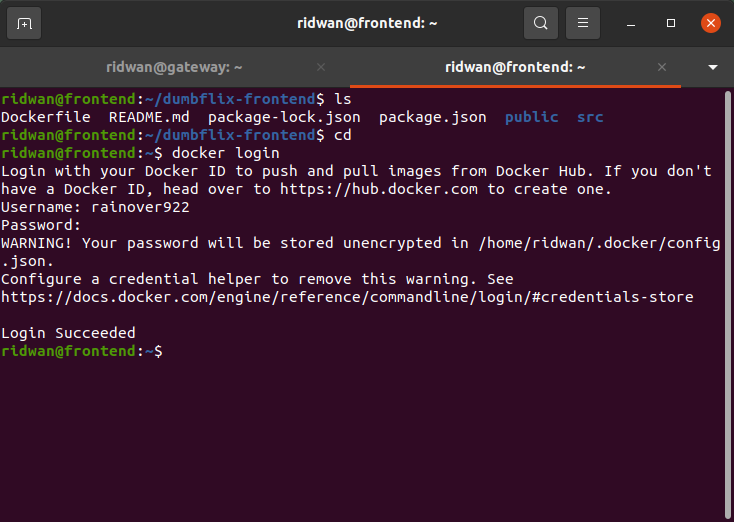 ridwan@frontend: ~
ridwan@gateway: ~
ridwan@frontend: ~
ridwan@frontend:~/dumbflix-frontend$ ls
Dockerfile  README.md  package-lock.json  package.json  public  src
ridwan@frontend:~/dumbflix-frontend$ cd
ridwan@frontend:~$ docker login
Login with your Docker ID to push and pull images from Docker Hub. If you don't
have a Docker ID, head over to https://hub.docker.com to create one.
Username: rainover922
Password:
WARNING! Your password will be stored unencrypted in /home/ridwan/.docker/config
.json.
Configure a credential helper to remove this warning. See
https://docs.docker.com/engine/reference/commandline/login/#credentials-store
Login Succeeded
ridwan@frontend:~$